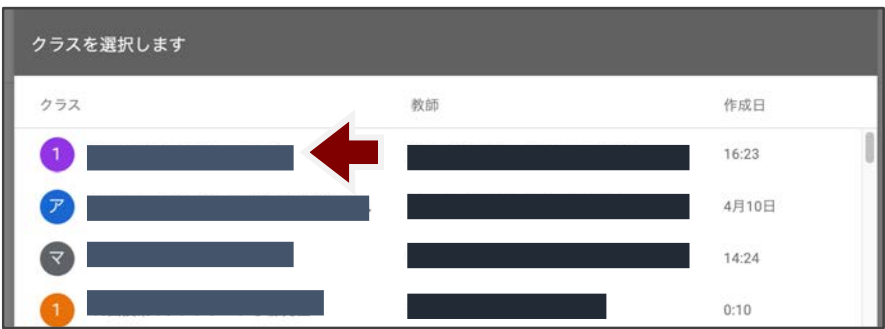 クラスを選択します
クラス 教師 作成日
1 16:23
ア 4月10日
マ 14:24
1 0:10